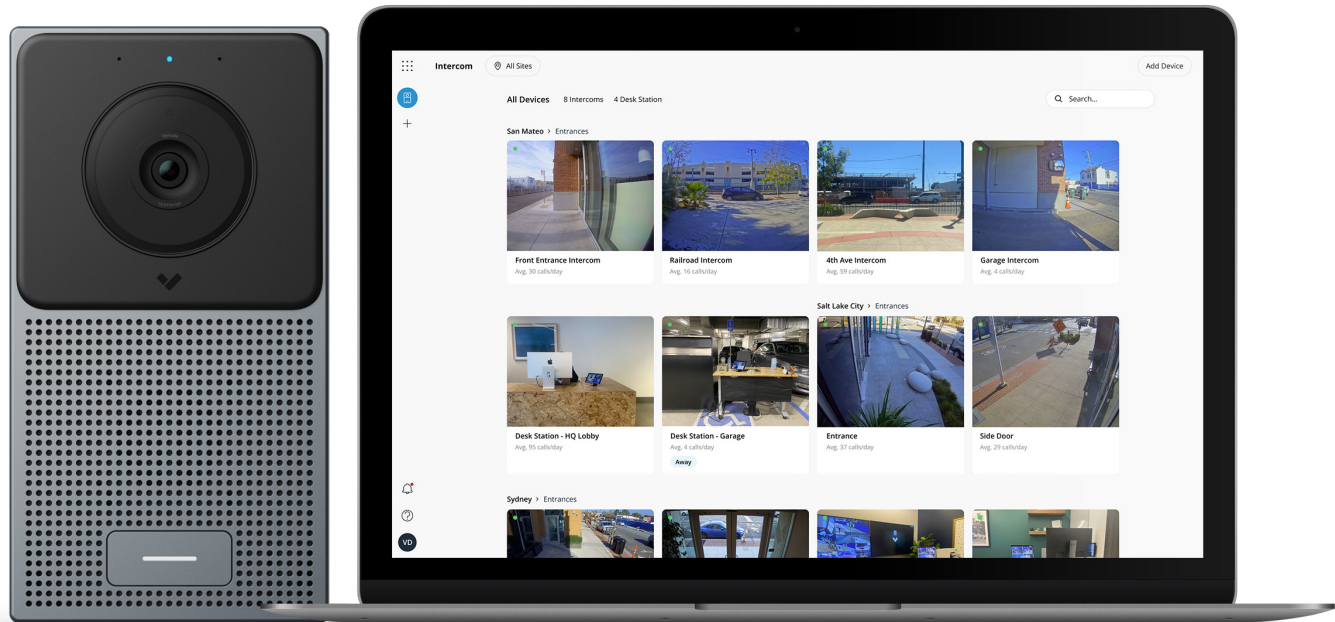 Intercom
All Sites
Add Device
All Devices
8 Intercoms
4 Desk Station
Search...
San Mateo > Entrances
Front Entrance Intercom
Avg. 30 calls/day
Railroad Intercom
Avg. 16 calls/day
4th Ave Intercom
Avg. 59 calls/day
Garage Intercom
Avg. 4 calls/day
Salt Lake City > Entrances
Desk Station - HQ Lobby
Avg. 95 calls/day
Desk Station - Garage
Avg. 4 calls/day
Away
Entrance
Avg. 37 calls/day
Side Door
Avg. 29 calls/day
Sydney > Entrances
VD